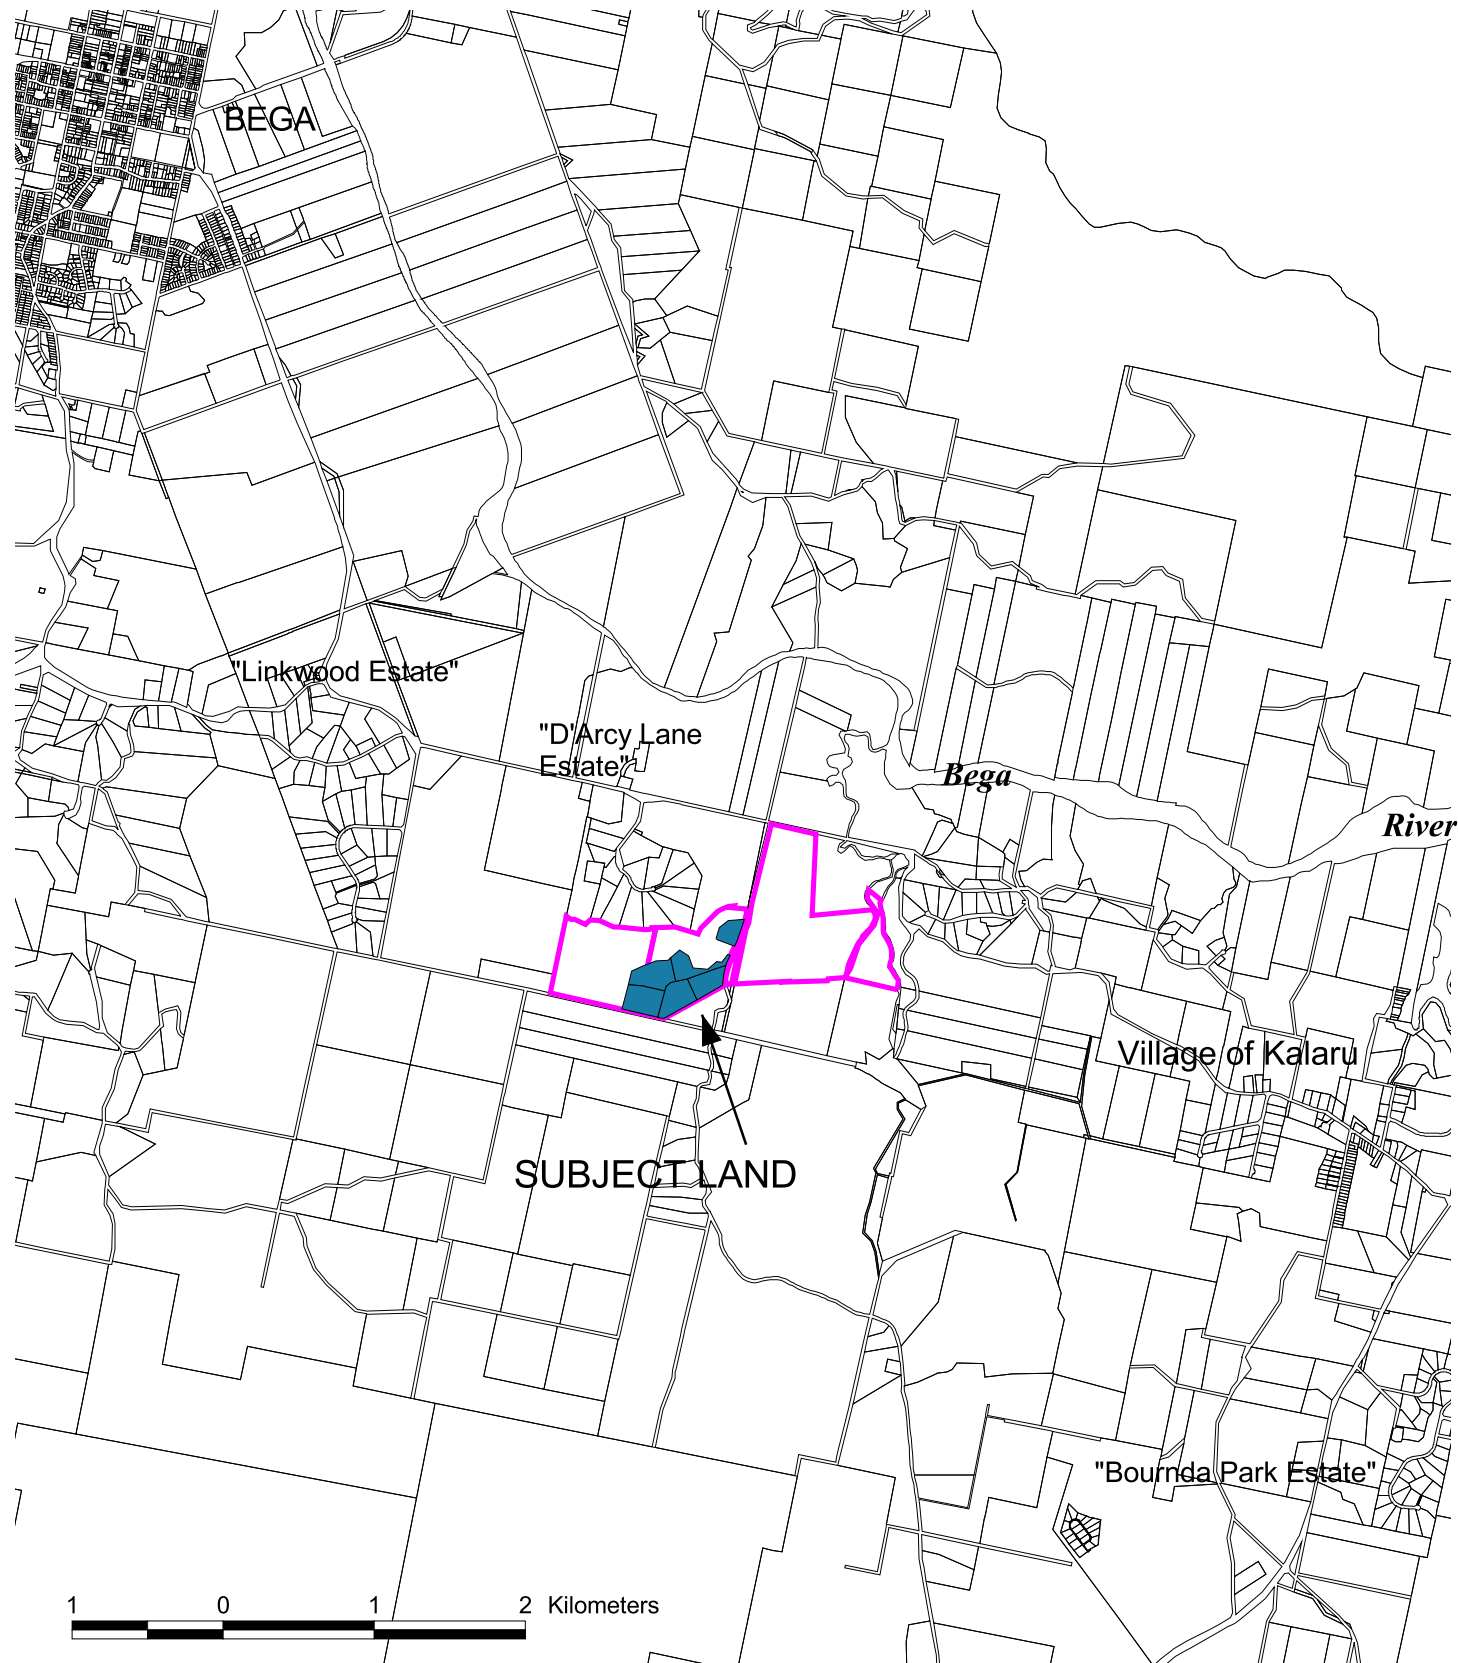 BEGA
"Linkwood Estate"
"D'Arcy Lane
Estate"
Bega
River
Village of Kalaru
SUBJECT LAND
"Bournda Park Estate"
1 0 1 2 Kilometers